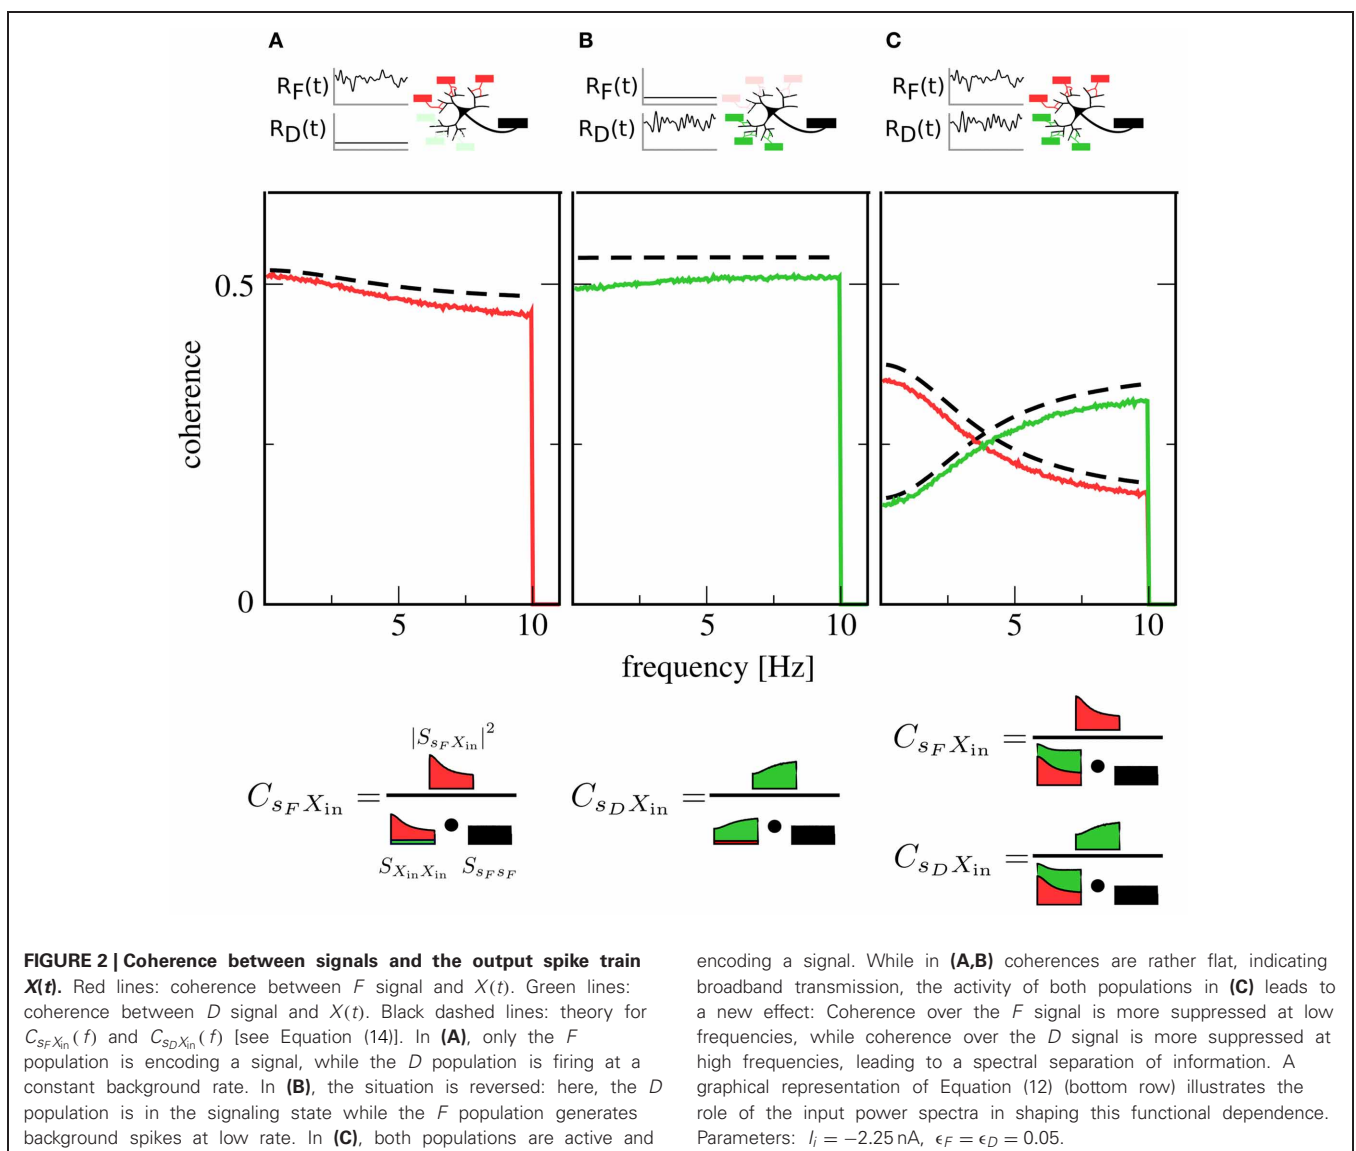 A
B
C
R_F(t)
R_D(t)
R_F(t)
R_D(t)
R_F(t)
R_D(t)
coherence
0.5
0
5
10
5
10
5
10
frequency [Hz]
|S_{s_F X_in}|^2
C_{s_F X_in} =
S_{X_in X_in} S_{s_F s_F}
C_{s_D X_in} =
C_{s_F X_in} =
C_{s_D X_in} =
FIGURE 2 | Coherence between signals and the output spike train
X(t). Red lines: coherence between F signal and X(t). Green lines:
coherence between D signal and X(t). Black dashed lines: theory for
C_{s_F X_in}(f) and C_{s_D X_in}(f) [see Equation (14)]. In (A), only the F
population is encoding a signal, while the D population is firing at a
constant background rate. In (B), the situation is reversed: here, the D
population is in the signaling state while the F population generates
background spikes at low rate. In (C), both populations are active and
encoding a signal. While in (A,B) coherences are rather flat, indicating
broadband transmission, the activity of both populations in (C) leads to
a new effect: Coherence over the F signal is more suppressed at low
frequencies, while coherence over the D signal is more suppressed at
high frequencies, leading to a spectral separation of information. A
graphical representation of Equation (12) (bottom row) illustrates the
role of the input power spectra in shaping this functional dependence.
Parameters: I_i = −2.25 nA, ϵ_F = ϵ_D = 0.05.